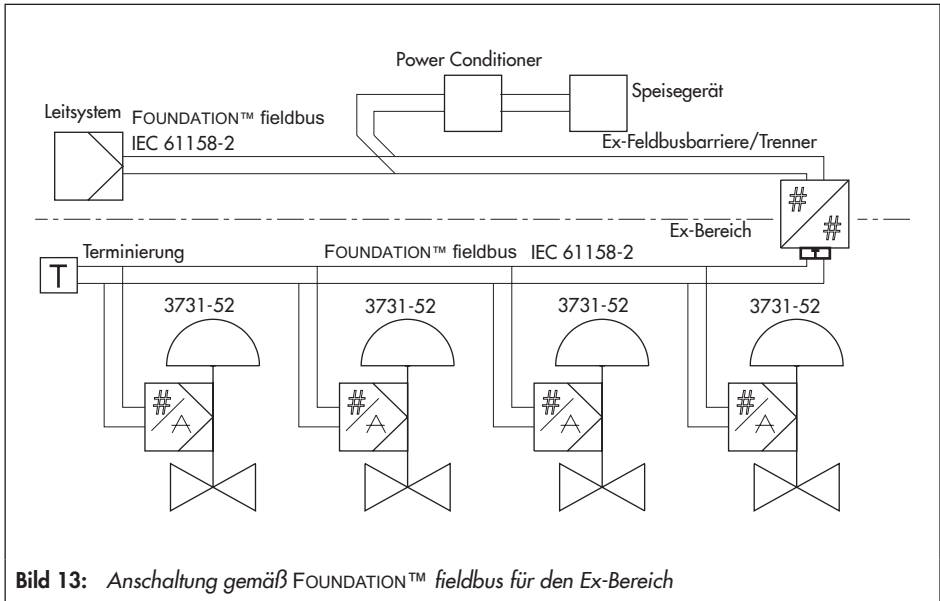 Power Conditioner
Speisegerät
Leitsystem
FOUNDATION™ fieldbus
IEC 61158-2
Ex-Feldbusbarriere/Trenner
#
#
Ex-Bereich
Terminierung
FOUNDATION™ fieldbus IEC 61158-2
T
T
3731-52
3731-52
3731-52
3731-52
# A
# A
# A
# A
Bild 13: Anschaltung gemäß FOUNDATION™ fieldbus für den Ex-Bereich